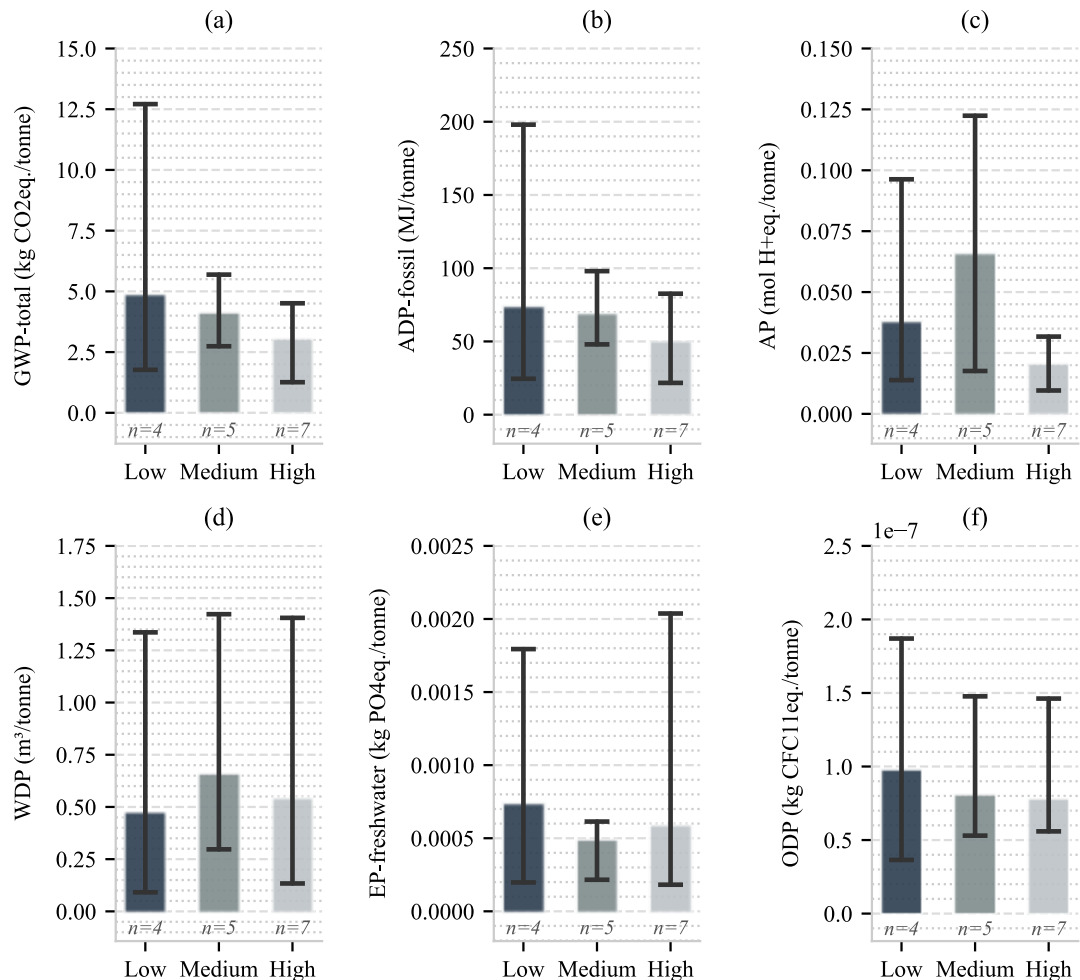 (a)
GWP-total (kg CO2eq./tonne)
15.0
12.5
10.0
7.5
5.0
2.5
0.0
n=4 n=5 n=7
Low Medium High
(b)
ADP-fossil (MJ/tonne)
250
200
150
100
50
0
n=4 n=5 n=7
Low Medium High
(c)
AP (mol H+eq./tonne)
0.150
0.125
0.100
0.075
0.050
0.025
0.000
n=4 n=5 n=7
Low Medium High
(d)
WDP (m³/tonne)
1.75
1.50
1.25
1.00
0.75
0.50
0.25
0.00
n=4 n=5 n=7
Low Medium High
(e)
EP-freshwater (kg PO4eq./tonne)
0.0025
0.0020
0.0015
0.0010
0.0005
0.0000
n=4 n=5 n=7
Low Medium High
(f)
1e−7
ODP (kg CFC11eq./tonne)
2.5
2.0
1.5
1.0
0.5
0.0
n=4 n=5 n=7
Low Medium High